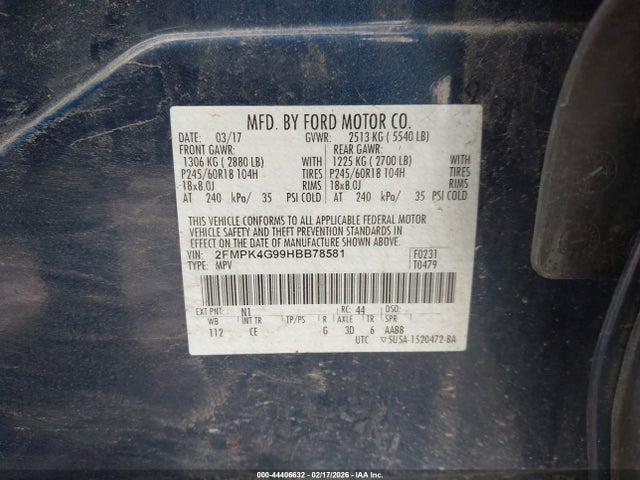 MFD. BY FORD MOTOR CO.
DATE: 03/17 GVWR: 2513 KG ( 5540 LB)
FRONT GAWR: REAR GAWR:
1306 KG ( 2880 LB) WITH 1225 KG ( 2700 LB) WITH
P245/60R18 104H TIRES P245/60R18 104H TIRES
18x8.0J RIMS 18x8.0J RIMS
AT 240 kPa/ 35 PSI COLD AT 240 kPa/ 35 PSI COLD
THIS VEHICLE CONFORMS TO ALL APPLICABLE FEDERAL MOTOR
VEHICLE SAFETY AND THEFT PREVENTION STANDARDS IN
EFFECT ON THE DATE OF MANUFACTURE SHOWN ABOVE.
VIN: 2FMPK4G99HBB78581 F0231
TYPE: MPV T0479
EXT PNT: N1 RC: 44 DSO:
WB INT TR TP/PS R AXLE TR SPR
112 CE G 3D 6 AABB
UTC ▽5U5A-1520472-BA
000-44406632 - 02/17/2026 - IAA Inc.